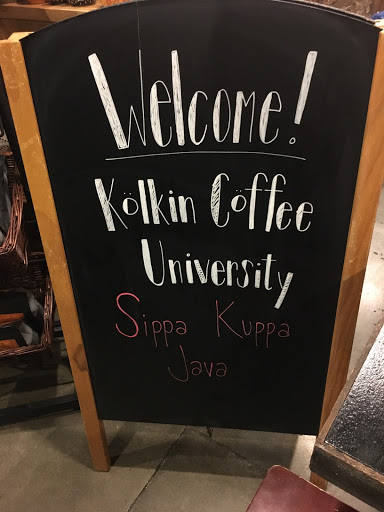 Welcome!
Kölkin Cöffee
University
Sippa Kuppa
Java